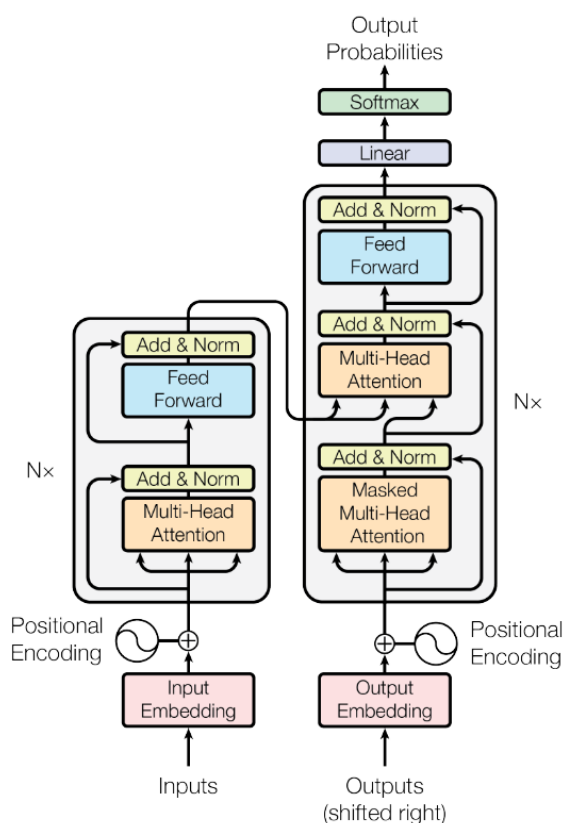 Output
Probabilities
Softmax
Linear
Add & Norm
Feed
Forward
Add & Norm
Multi-Head
Attention
Add & Norm
Masked
Multi-Head
Attention
N×
Add & Norm
Feed
Forward
Add & Norm
Multi-Head
Attention
N×
Positional
Encoding
Positional
Encoding
Input
Embedding
Output
Embedding
Inputs
Outputs
(shifted right)